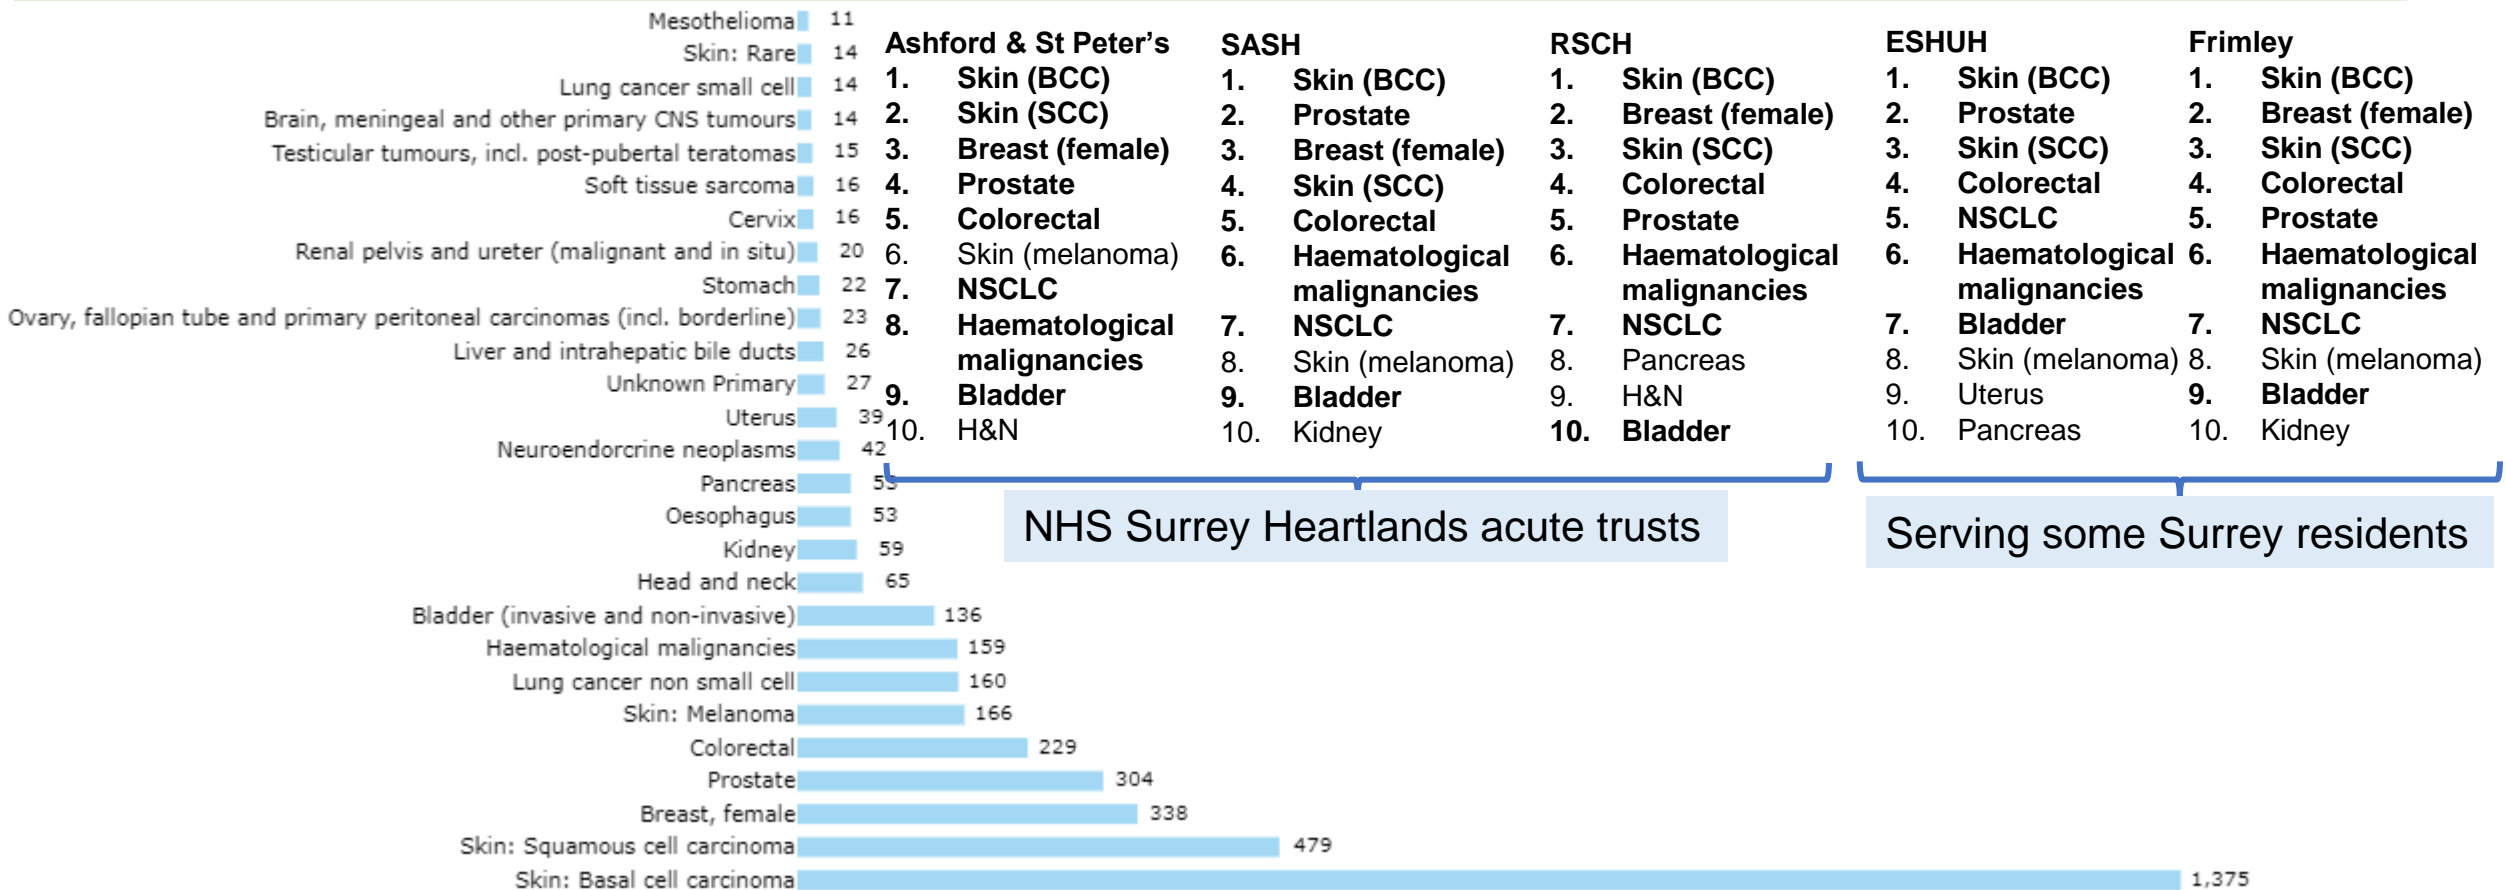 Mesothelioma 11
Skin: Rare 14
Lung cancer small cell 14
Brain, meningeal and other primary CNS tumours 14
Testicular tumours, incl. post-pubertal teratomas 15
Soft tissue sarcoma 16
Cervix 16
Renal pelvis and ureter (malignant and in situ) 20
Stomach 22
Ovary, fallopian tube and primary peritoneal carcinomas (incl. borderline) 23
Liver and intrahepatic bile ducts 26
Unknown Primary 27
Uterus 39
Neuroendorcrine neoplasms 42
Pancreas 53
Oesophagus 53
Kidney 59
Head and neck 65
Bladder (invasive and non-invasive) 136
Haematological malignancies 159
Lung cancer non small cell 160
Skin: Melanoma 166
Colorectal 229
Prostate 304
Breast, female 338
Skin: Squamous cell carcinoma 479
Skin: Basal cell carcinoma 1,375
Ashford & St Peter's
1. Skin (BCC)
2. Skin (SCC)
3. Breast (female)
4. Prostate
5. Colorectal
6. Skin (melanoma)
7. NSCLC
8. Haematological
malignancies
9. Bladder
10. H&N
SASH
1. Skin (BCC)
2. Prostate
3. Breast (female)
4. Skin (SCC)
5. Colorectal
6. Haematological
malignancies
7. NSCLC
8. Skin (melanoma)
9. Bladder
10. Kidney
RSCH
1. Skin (BCC)
2. Breast (female)
3. Skin (SCC)
4. Colorectal
5. Prostate
6. Haematological
malignancies
7. NSCLC
8. Pancreas
9. H&N
10. Bladder
NHS Surrey Heartlands acute trusts
ESHUH
1. Skin (BCC)
2. Prostate
3. Skin (SCC)
4. Colorectal
5. NSCLC
6. Haematological
malignancies
7. Bladder
8. Skin (melanoma)
9. Uterus
10. Pancreas
Frimley
1. Skin (BCC)
2. Breast (female)
3. Skin (SCC)
4. Colorectal
5. Prostate
6. Haematological
malignancies
7. NSCLC
8. Skin (melanoma)
9. Bladder
10. Kidney
Serving some Surrey residents